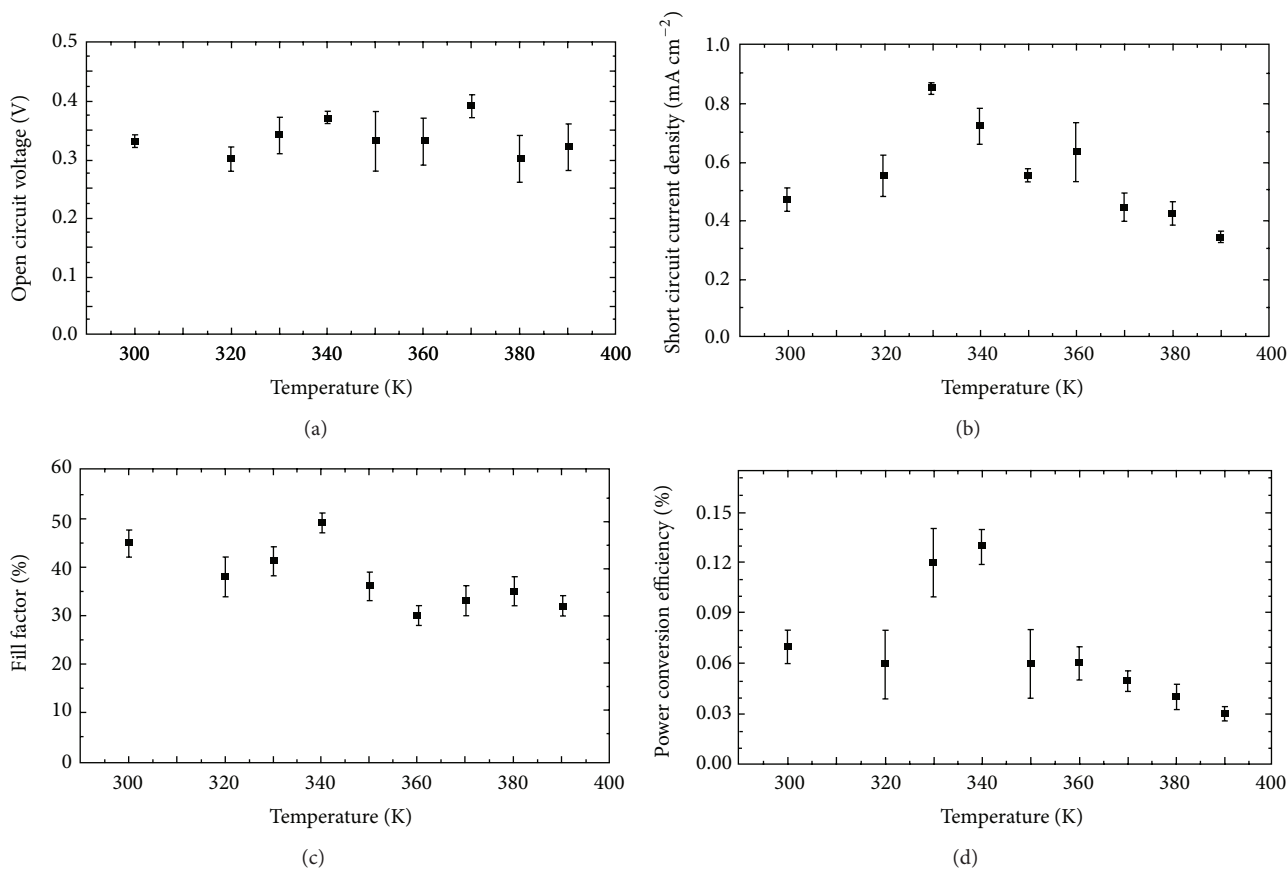 0.5
0.4
0.3
0.2
0.1
0.0
Open circuit voltage (V)
300 320 340 360 380 400
Temperature (K)
(a)
1.0
0.8
0.6
0.4
0.2
0.0
Short circuit current density (mA cm−2)
300 320 340 360 380 400
Temperature (K)
(b)
60
50
40
30
20
10
0
Fill factor (%)
300 320 340 360 380 400
Temperature (K)
(c)
0.15
0.12
0.09
0.06
0.03
0.00
Power conversion efficiency (%)
300 320 340 360 380 400
Temperature (K)
(d)